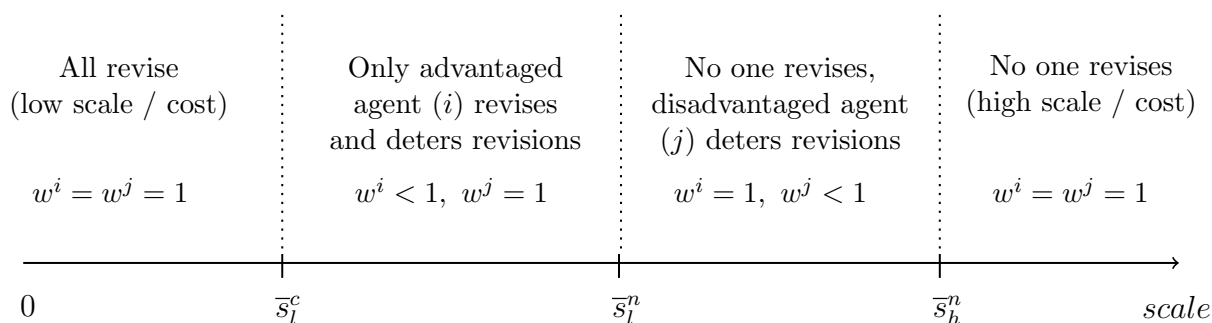 All revise
(low scale / cost)
w^i = w^j = 1
Only advantaged
agent (i) revises
and deters revisions
w^i < 1, w^j = 1
No one revises,
disadvantaged agent
(j) deters revisions
w^i = 1, w^j < 1
No one revises
(high scale / cost)
w^i = w^j = 1
0
s̅_l^c
s̅_l^n
s̅_h^n
scale